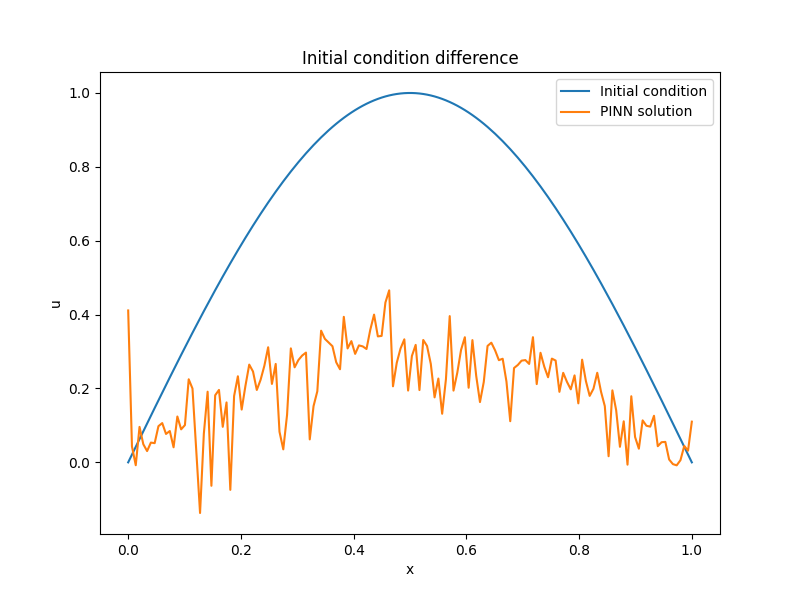 Initial condition difference
Initial condition
PINN solution
1.0
0.8
0.6
0.4
0.2
0.0
u
0.0 0.2 0.4 0.6 0.8 1.0
x